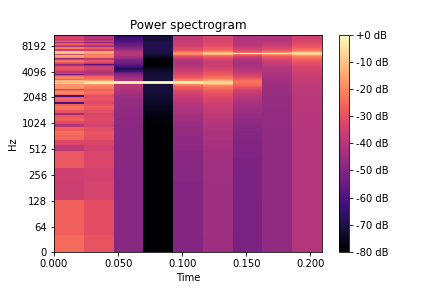 Power spectrogram
Hz
8192
4096
2048
1024
512
256
128
64
0
0.000 0.050 0.100 0.150 0.200
Time
+0 dB
-10 dB
-20 dB
-30 dB
-40 dB
-50 dB
-60 dB
-70 dB
-80 dB